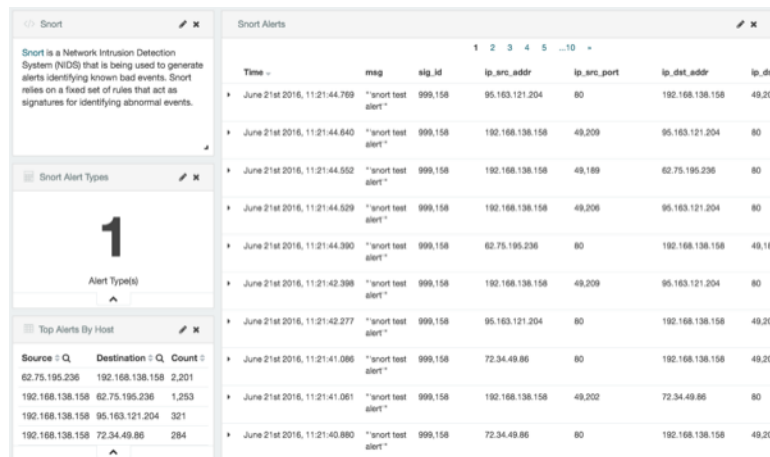 Snort
Snort is a Network Intrusion Detection
System (NIDS) that is being used to generate
alerts identifying known bad events. Snort
relies on a fixed set of rules that act as
signatures for identifying abnormal events.
Snort Alert Types
1
Alert Type(s)
Top Alerts By Host
Source Destination Count
62.75.195.236 192.168.138.158 2,201
192.168.138.158 62.75.195.236 1,253
192.168.138.158 95.163.121.204 321
192.168.138.158 72.34.49.86 284
Snort Alerts
1 2 3 4 5 ...10 »
Time msg sig_id ip_src_addr ip_src_port ip_dst_addr
June 21st 2016, 11:21:44.769 "'snort test 999,158 95.163.121.204 80 192.168.138.158
alert'"
June 21st 2016, 11:21:44.640 "'snort test 999,158 192.168.138.158 49,209 95.163.121.204 80
alert'"
June 21st 2016, 11:21:44.552 "'snort test 999,158 192.168.138.158 49,189 62.75.195.236 80
alert'"
June 21st 2016, 11:21:44.529 "'snort test 999,158 192.168.138.158 49,206 95.163.121.204 80
alert'"
June 21st 2016, 11:21:44.390 "'snort test 999,158 62.75.195.236 80 192.168.138.158
alert'"
June 21st 2016, 11:21:42.398 "'snort test 999,158 192.168.138.158 49,209 95.163.121.204 80
alert'"
June 21st 2016, 11:21:42.277 "'snort test 999,158 95.163.121.204 80 192.168.138.158
alert'"
June 21st 2016, 11:21:41.086 "'snort test 999,158 72.34.49.86 80 192.168.138.158
alert'"
June 21st 2016, 11:21:41.061 "'snort test 999,158 192.168.138.158 49,202 72.34.49.86 80
alert'"
June 21st 2016, 11:21:40.880 "'snort test 999,158 72.34.49.86 80 192.168.138.158
alert'"